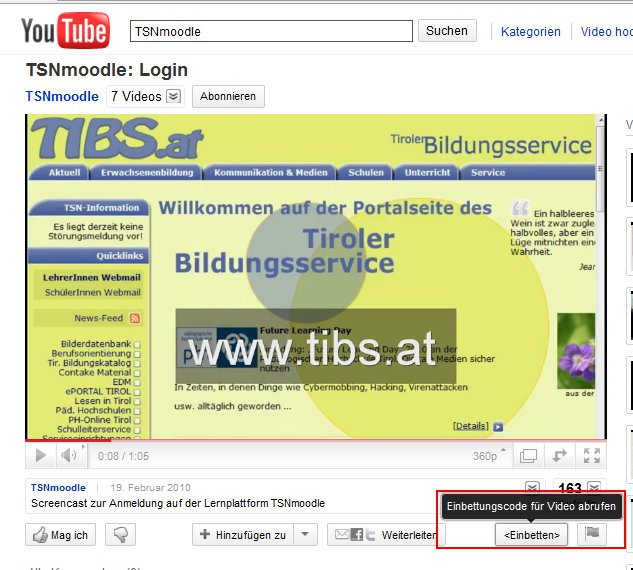 YouTube
TSNmoodle
Suchen
Kategorien
Video hoc
TSNmoodle: Login
TSNmoodle
7 Videos
Abonnieren
TIBS.at
Tiroler Bildungsservice
Aktuell
Erwachsenenbildung
Kommunikation & Medien
Schulen
Unterricht
Service
TSN-Information
Es liegt derzeit keine
Störungsmeldung vor!
Quicklinks
LehrerInnen Webmail
SchülerInnen Webmail
News-Feed
Bilderdatenbank
Berufsorientierung
Tir. Bildungskatalog
Contake Material
EDM
ePORTAL TIROL
Lesen in Tirol
Päd. Hochschulen
PH-Online Tirol
Schulleiterservice
Serviceeinrichtungen
Willkommen auf der Portalseite des
Tiroler
Bildungsservice
Ein halbleeres
Wein ist zwar zugle
halbvolles, aber ein
Lüge mitnichten ein
Wahrheit.
Jear
Future Learning Day
www.tibs.at
Medien sicher
nützen
In Zeiten, in denen Dinge wie Cybermobbing, Hacking, Virenattacken
usw. alltäglich geworden ...
[Details]
aus der
0:08 / 1:05
360p
TSNmoodle
19. Februar 2010
163
Screencast zur Anmeldung auf der Lernplattform TSNmoodle
Einbettungscode für Video abrufen
Mag ich
Hinzufügen zu
Weiterleiten
<Einbetten>